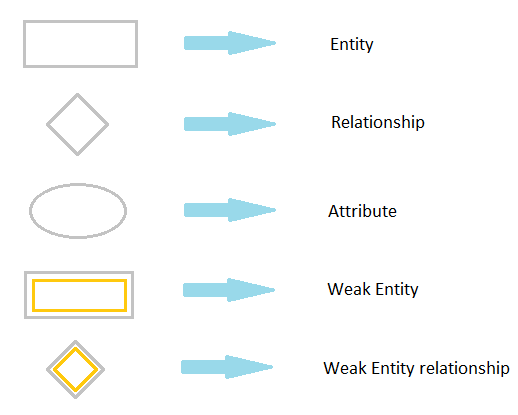 Entity
Relationship
Attribute
Weak Entity
Weak Entity relationship